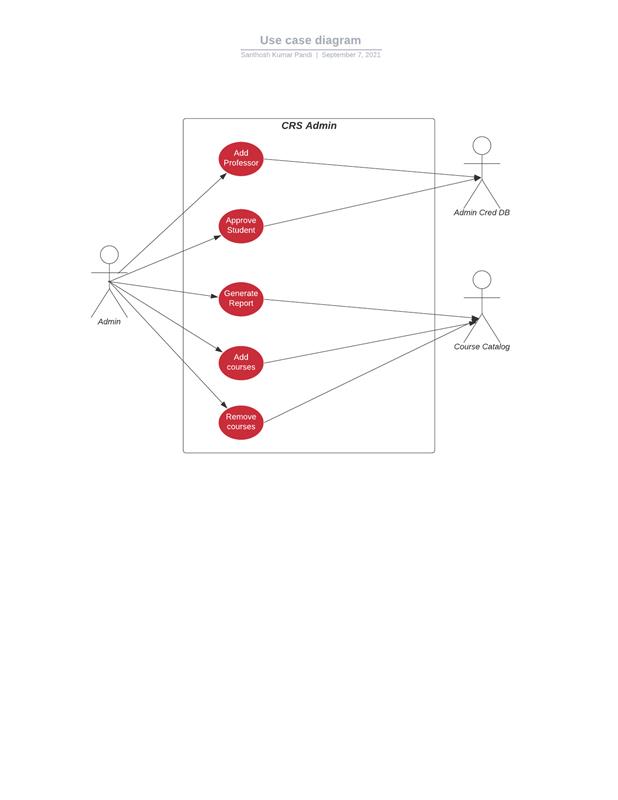 Use case diagram
Santhosh Kumar Pandi | September 7, 2021
CRS Admin
Add
Professor
Approve
Student
Generate
Report
Add
courses
Remove
courses
Admin
Admin Cred DB
Course Catalog